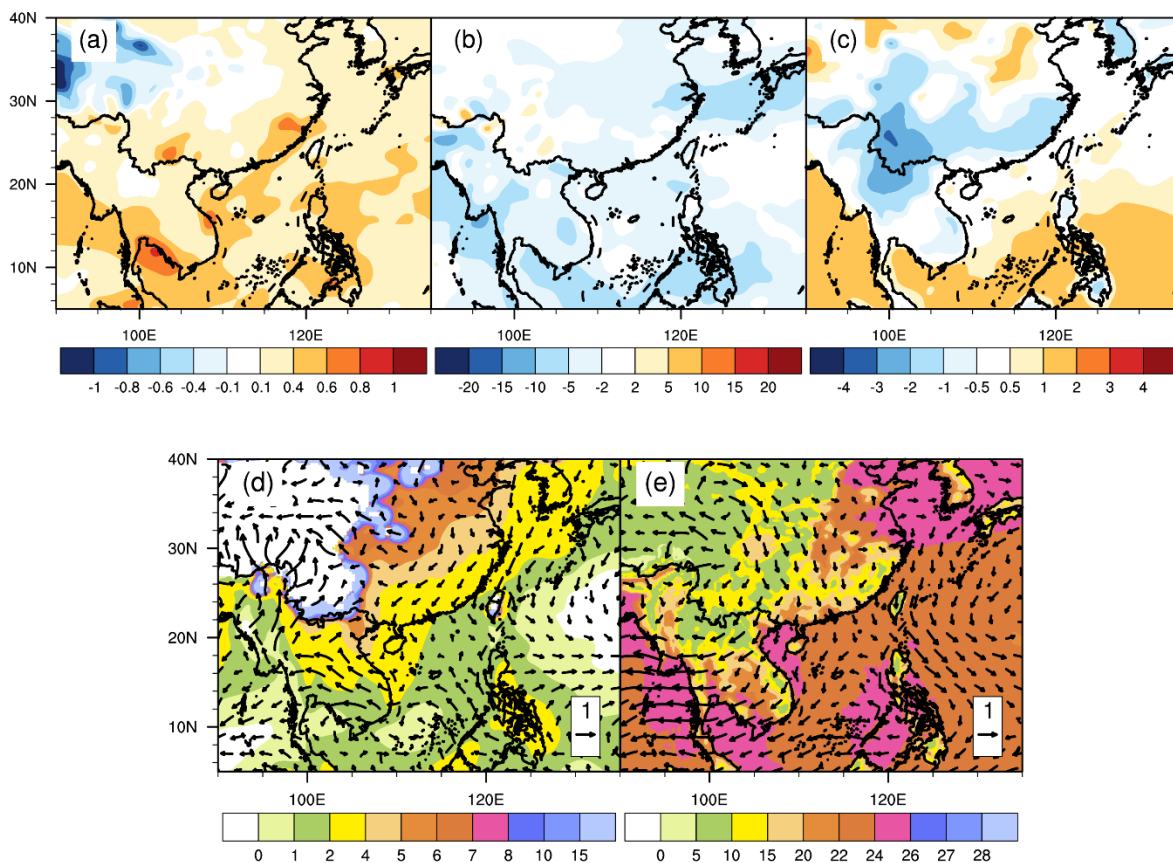 (a) (b) (c)
40N
30N
20N
10N
100E 120E 100E 120E 100E 120E
-1 -0.8 -0.6 -0.4 -0.1 0.1 0.4 0.6 0.8 1
-20 -15 -10 -5 -2 2 5 10 15 20
-4 -3 -2 -1 -0.5 0.5 1 2 3 4
(d) (e)
40N
30N
20N
10N
1 1
100E 120E 100E 120E
0 1 2 4 5 6 7 8 10 15
0 5 10 15 20 22 24 26 27 28